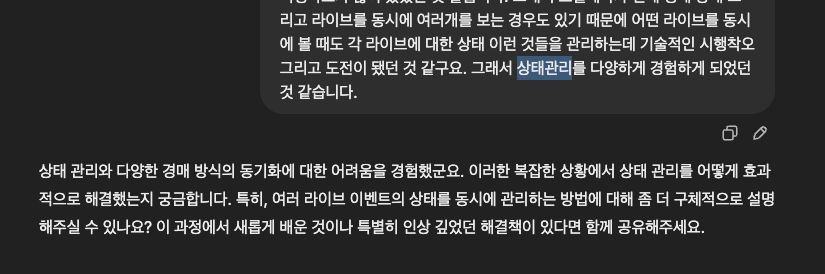 리고 라이브를 동시에 여러개를 보는 경우도 있기 때문에 어떤 라이브를 동시
에 볼 때도 각 라이브에 대한 상태 이런 것들을 관리하는데 기술적인 시행착오
그리고 도전이 됐던 것 같구요. 그래서 상태관리를 다양하게 경험하게 되었던
것 같습니다.
상태 관리와 다양한 경매 방식의 동기화에 대한 어려움을 경험했군요. 이러한 복잡한 상황에서 상태 관리를 어떻게 효과
적으로 해결했는지 궁금합니다. 특히, 여러 라이브 이벤트의 상태를 동시에 관리하는 방법에 대해 좀 더 구체적으로 설명
해주실 수 있나요? 이 과정에서 새롭게 배운 것이나 특별히 인상 깊었던 해결책이 있다면 함께 공유해주세요.